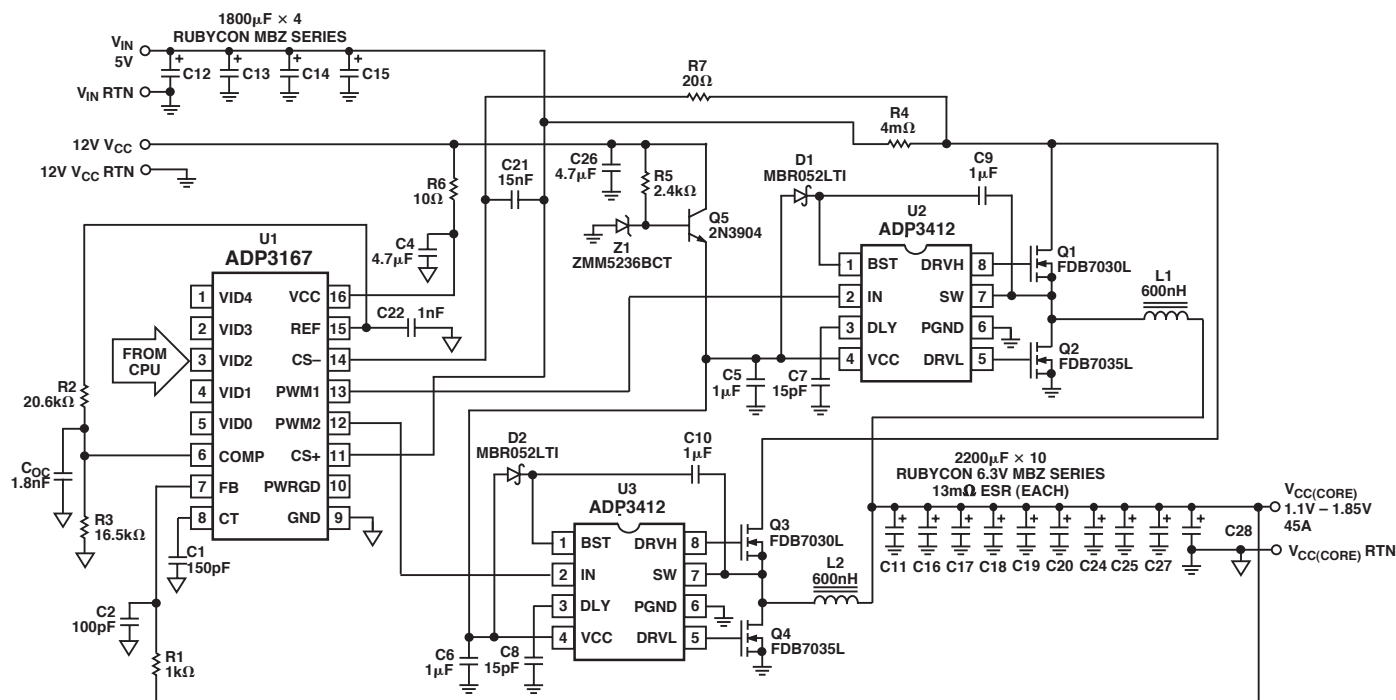 1800μF × 4
RUBYCON MBZ SERIES
VIN
5V
C12
C13
C14
C15
VIN RTN
12V VCC
12V VCC RTN
R7
20Ω
R4
4mΩ
C21
15nF
R6
10Ω
C4
4.7μF
C26
4.7μF
R5
2.4kΩ
Z1
ZMM5236BCT
Q5
2N3904
D1
MBR052LTI
C9
1μF
U2
ADP3412
1 BST DRVH 8
2 IN SW 7
3 DLY PGND 6
4 VCC DRVL 5
Q1
FDB7030L
Q2
FDB7035L
L1
600nH
C5
1μF
C7
15pF
U1
ADP3167
1 VID4 VCC 16
2 VID3 REF 15
3 VID2 CS– 14
4 VID1 PWM1 13
5 VID0 PWM2 12
6 COMP CS+ 11
7 FB PWRGD 10
8 CT GND 9
FROM
CPU
C22 1nF
R2
20.6kΩ
COC
1.8nF
R3
16.5kΩ
C1
150pF
C2
100pF
R1
1kΩ
D2
MBR052LTI
C10
1μF
U3
ADP3412
1 BST DRVH 8
2 IN SW 7
3 DLY PGND 6
4 VCC DRVL 5
Q3
FDB7030L
Q4
FDB7035L
L2
600nH
C6
1μF
C8
15pF
2200μF × 10
RUBYCON 6.3V MBZ SERIES
13mΩ ESR (EACH)
+ + + + + + + + + +
C11 C16 C17 C18 C19 C20 C24 C25 C27
C28
VCC(CORE)
1.1V – 1.85V
45A
VCC(CORE) RTN